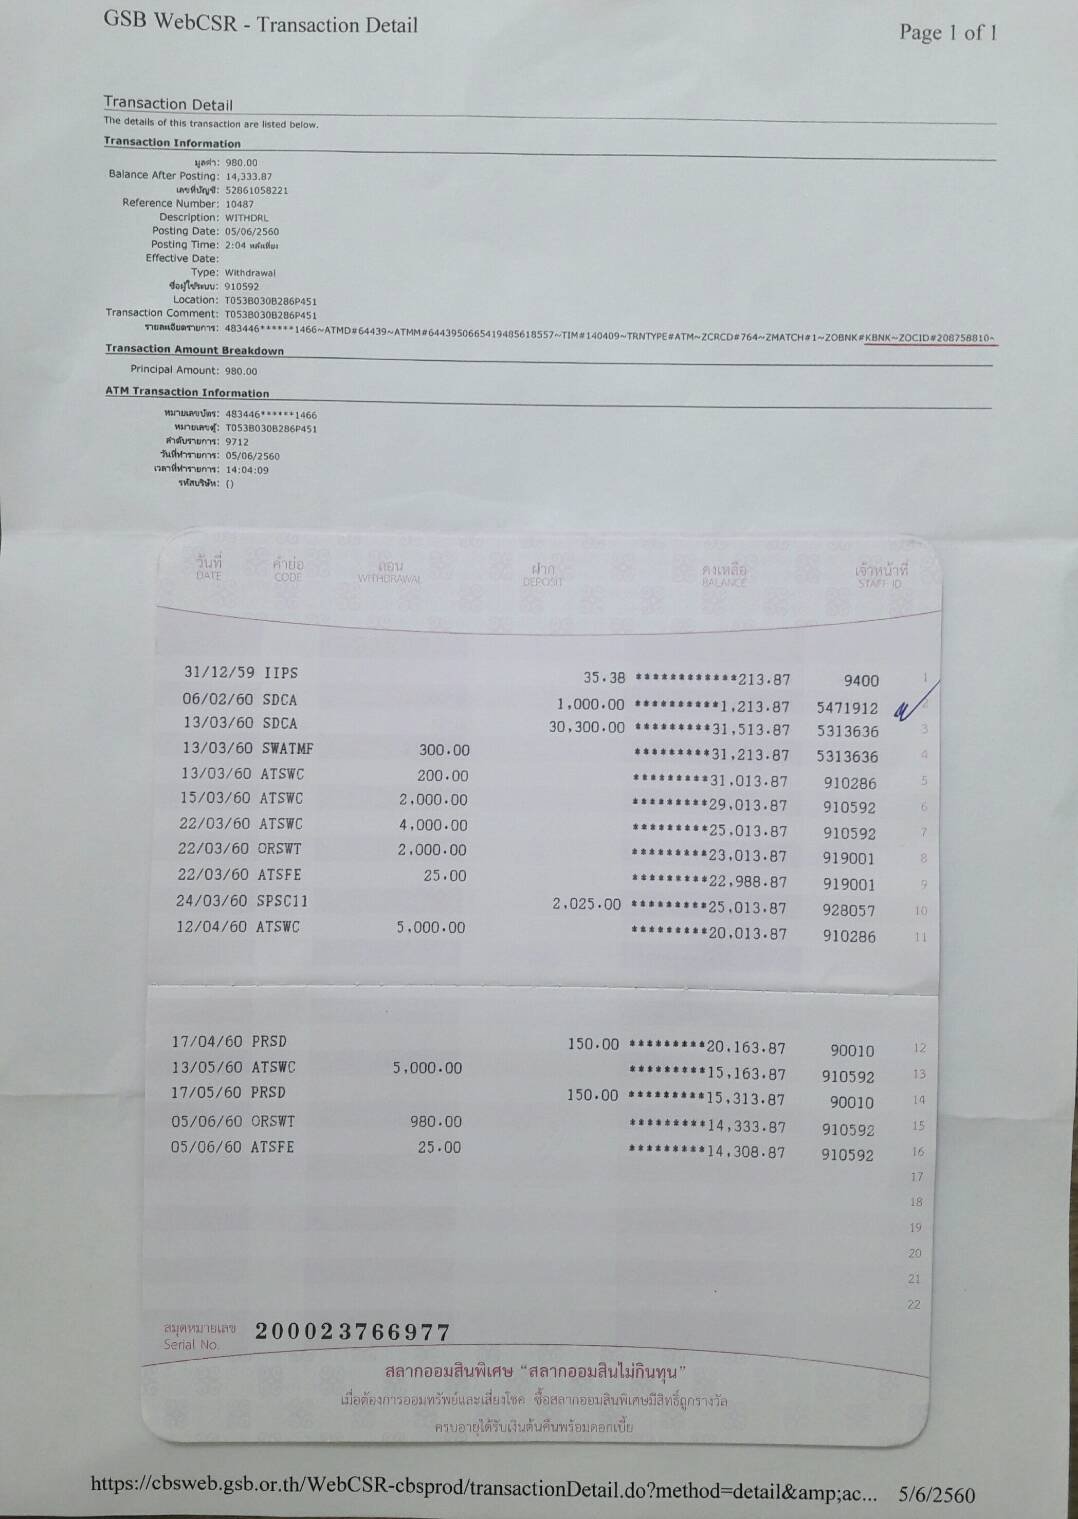 GSB WebCSR - Transaction Detail
Page 1 of 1
Transaction Detail
The details of this transaction are listed below.
Transaction Information
มูลค่า: 980.00
Balance After Posting: 14,333.87
เลขที่บัญชี: 52861058221
Reference Number: 10487
Description: WITHDRL
Posting Date: 05/06/2560
Posting Time: 2:04 หลังเที่ยง
Effective Date:
Type: Withdrawal
ชื่อผู้ใช้ระบบ: 910592
Location: T053B030B286P451
Transaction Comment: T053B030B286P451
รายละเอียดรายการ: 483446******1466~ATMD#64439~ATMM#6443950665419485618557~TIM#140409~TRNTYPE#ATM~ZCRCD#764~ZMATCH#1~ZOBNK#KBNK~ZOCID#208758810~
Transaction Amount Breakdown
Principal Amount: 980.00
ATM Transaction Information
หมายเลขบัตร: 483446******1466
หมายเลขตู้: T053B030B286P451
ลำดับรายการ: 9712
วันที่ทำรายการ: 05/06/2560
เวลาที่ทำรายการ: 14:04:09
รหัสบริษัท: ()
วันที่ คำย่อ ถอน ฝาก คงเหลือ เจ้าหน้าที่
DATE CODE WITHDRAWAL DEPOSIT BALANCE STAFF ID
31/12/59 IIPS 35.38 ************213.87 9400 1
06/02/60 SDCA 1,000.00 **********1,213.87 5471912 2
13/03/60 SDCA 30,300.00 *********31,513.87 5313636 3
13/03/60 SWATMF 300.00 *********31,213.87 5313636 4
13/03/60 ATSWC 200.00 *********31,013.87 910286 5
15/03/60 ATSWC 2,000.00 *********29,013.87 910592 6
22/03/60 ATSWC 4,000.00 *********25,013.87 910592 7
22/03/60 ORSWT 2,000.00 *********23,013.87 919001 8
22/03/60 ATSFE 25.00 *********22,988.87 919001 9
24/03/60 SPSC11 2,025.00 *********25,013.87 928057 10
12/04/60 ATSWC 5,000.00 *********20,013.87 910286 11
17/04/60 PRSD 150.00 *********20,163.87 90010 12
13/05/60 ATSWC 5,000.00 *********15,163.87 910592 13
17/05/60 PRSD 150.00 *********15,313.87 90010 14
05/06/60 ORSWT 980.00 *********14,333.87 910592 15
05/06/60 ATSFE 25.00 *********14,308.87 910592 16
17
18
19
20
21
22
สมุดหมายเลข 200023766977
Serial No.
สลากออมสินพิเศษ “สลากออมสินไม่กินทุน”
เมื่อต้องการออมทรัพย์และเสี่ยงโชค ซื้อสลากออมสินพิเศษมีสิทธิ์ถูกรางวัล
ครบอายุได้รับเงินต้นคืนพร้อมดอกเบี้ย
https://cbsweb.gsb.or.th/WebCSR-cbsprod/transactionDetail.do?method=detail&amp;ac... 5/6/2560